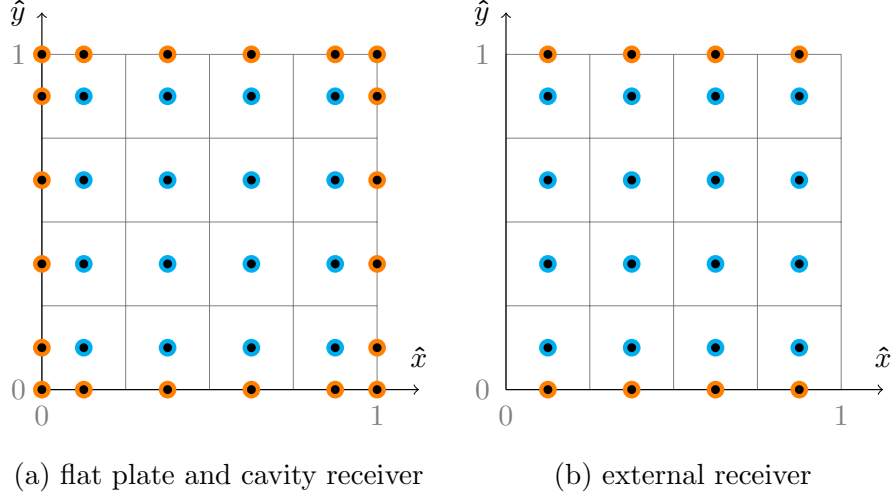 ŷ ŷ
1 1
x̂ x̂
0 0
0 1 0 1
(a) flat plate and cavity receiver (b) external receiver